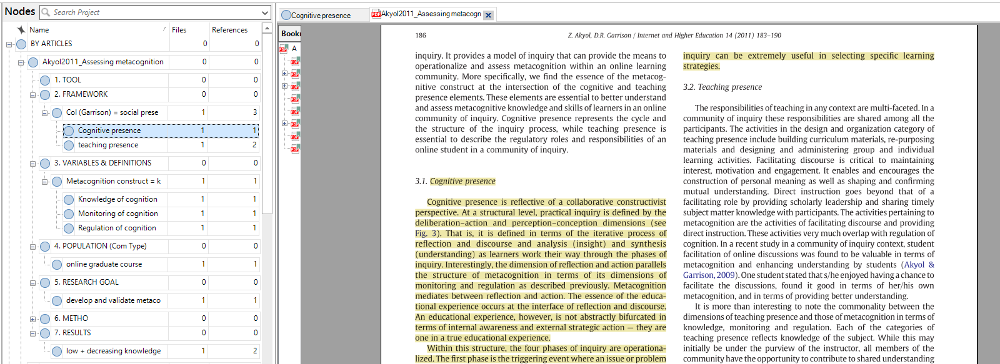 Nodes
Search Project
Name Files References
BY ARTICLES 0 0
Akyol2011_Assessing metacognition 0 0
1. TOOL 0 0
2. FRAMEWORK 0 0
CoI (Garrison) = social prese 1 3
Cognitive presence 1 1
teaching presence 1 2
3. VARIABLES & DEFINITIONS 0 0
Metacognition construct = k 1 1
Knowledge of cognition 1 1
Monitoring of cognition 1 1
Regulation of cognition 1 1
4. POPULATION (Com Type) 0 0
online graduate course 1 1
5. RESEARCH GOAL 0 0
develop and validate metaco 1 1
6. METHO 0 0
7. RESULTS 0 0
low + decreasing knowledge 1 2
Cognitive presence
PDF Akyol2011_Assessing metacogn
Book
PDF A
PDF
PDF
PDF
PDF
PDF
PDF
PDF
PDF
186 Z. Akyol, D.R. Garrison / Internet and Higher Education 14 (2011) 183–190
inquiry. It provides a model of inquiry that can provide the means to
operationalize and assess metacognition within an online learning
community. More specifically, we find the essence of the metacog-
nitive construct at the intersection of the cognitive and teaching
presence elements. These elements are essential to better understand
and assess metacognitive knowledge and skills of learners in an online
community of inquiry. Cognitive presence represents the cycle and
the structure of the inquiry process, while teaching presence is
essential to describe the regulatory roles and responsibilities of an
online student in a community of inquiry.
3.1. Cognitive presence
Cognitive presence is reflective of a collaborative constructivist
perspective. At a structural level, practical inquiry is defined by the
deliberation–action and perception–conception dimensions (see
Fig. 3). That is, it is defined in terms of the iterative process of
reflection and discourse and analysis (insight) and synthesis
(understanding) as learners work their way through the phases of
inquiry. Interestingly, the dimension of reflection and action parallels
the structure of metacognition in terms of its dimensions of
monitoring and regulation as described previously. Metacognition
mediates between reflection and action. The essence of the educa-
tional experience occurs at the interface of reflection and discourse.
An educational experience, however, is not abstractly bifurcated in
terms of internal awareness and external strategic action — they are
one in a true educational experience.
Within this structure, the four phases of inquiry are operationa-
lized. The first phase is the triggering event where an issue or problem
inquiry can be extremely useful in selecting specific learning
strategies.
3.2. Teaching presence
The responsibilities of teaching in any context are multi-faceted. In a
community of inquiry these responsibilities are shared among all the
participants. The activities in the design and organization category of
teaching presence include building curriculum materials, re-purposing
materials and designing and administering group and individual
learning activities. Facilitating discourse is critical to maintaining
interest, motivation and engagement. It enables and encourages the
construction of personal meaning as well as shaping and confirming
mutual understanding. Direct instruction goes beyond that of a
facilitating role by providing scholarly leadership and sharing timely
subject matter knowledge with participants. The activities pertaining to
metacognition are the activities of facilitating discourse and providing
direct instruction. These activities very much overlap with regulation of
cognition. In a recent study in a community of inquiry context, student
facilitation of online discussions was found to be valuable in terms of
metacognition and enhancing understanding by students (Akyol &
Garrison, 2009). One student stated that s/he enjoyed having a chance to
facilitate the discussions, found it good in terms of her/his own
metacognition, and in terms of providing better understanding.
It is more than interesting to note the commonality between the
dimensions of teaching presence and those of metacognition in terms of
knowledge, monitoring and regulation. Each of the categories of
teaching presence reflects knowledge of the subject. While this may
initially be under the purview of the instructor, all members of the
community have the opportunity to contribute to shared understanding